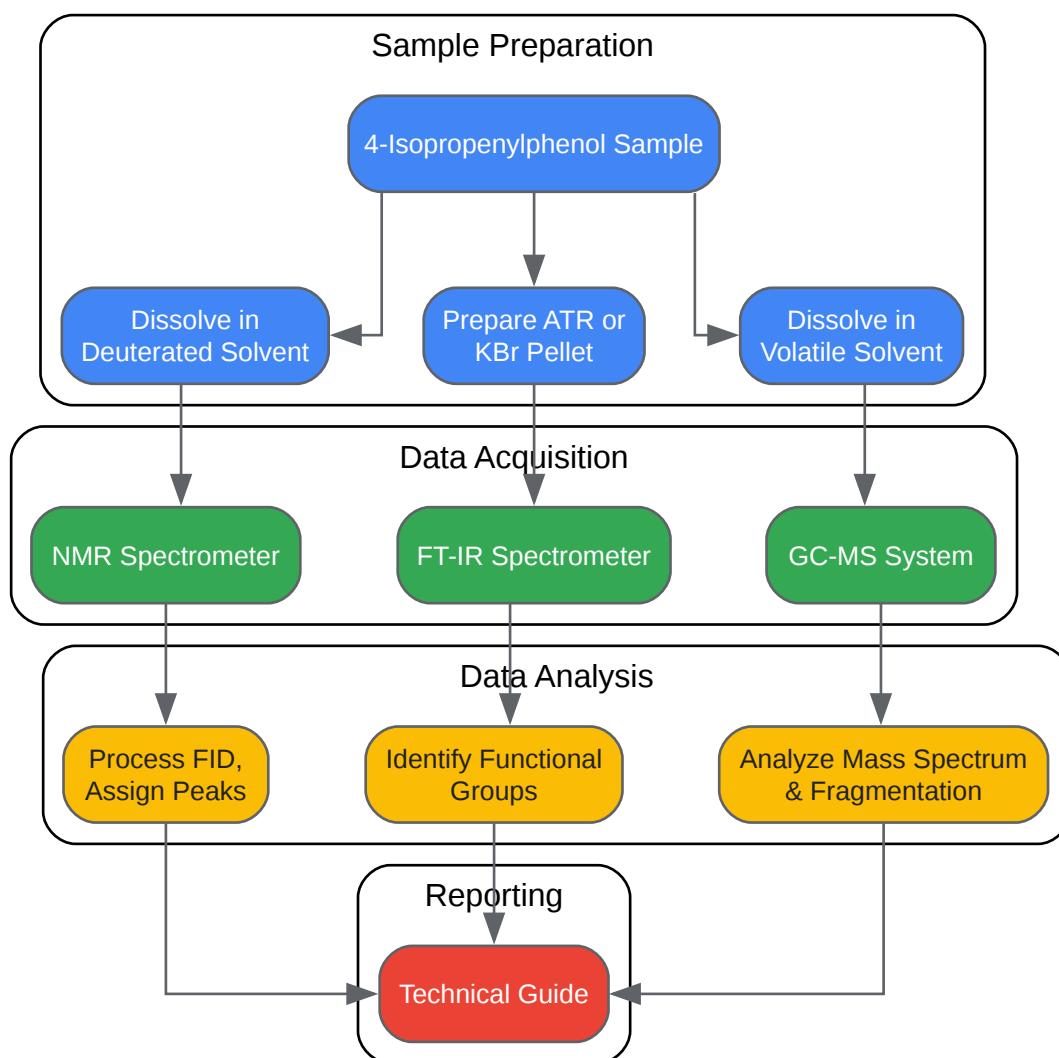 Sample Preparation
4-Isopropenylphenol Sample
Dissolve in
Deuterated Solvent
Prepare ATR or
KBr Pellet
Dissolve in
Volatile Solvent
Data Acquisition
NMR Spectrometer
FT-IR Spectrometer
GC-MS System
Data Analysis
Process FID,
Assign Peaks
Identify Functional
Groups
Analyze Mass Spectrum
& Fragmentation
Reporting
Technical Guide